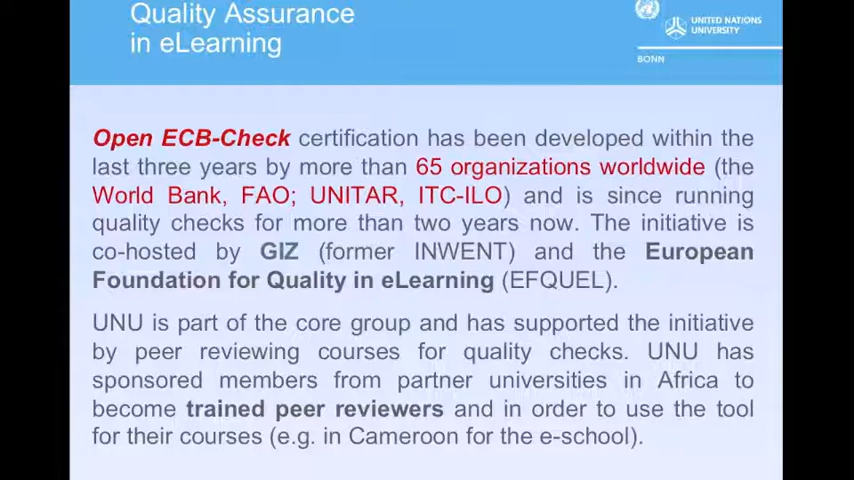 Quality Assurance
in eLearning
UNITED NATIONS
UNIVERSITY
BONN
Open ECB-Check certification has been developed within the
last three years by more than 65 organizations worldwide (the
World Bank, FAO; UNITAR, ITC-ILO) and is since running
quality checks for more than two years now. The initiative is
co-hosted by GIZ (former INWENT) and the European
Foundation for Quality in eLearning (EFQUEL).
UNU is part of the core group and has supported the initiative
by peer reviewing courses for quality checks. UNU has
sponsored members from partner universities in Africa to
become trained peer reviewers and in order to use the tool
for their courses (e.g. in Cameroon for the e-school).